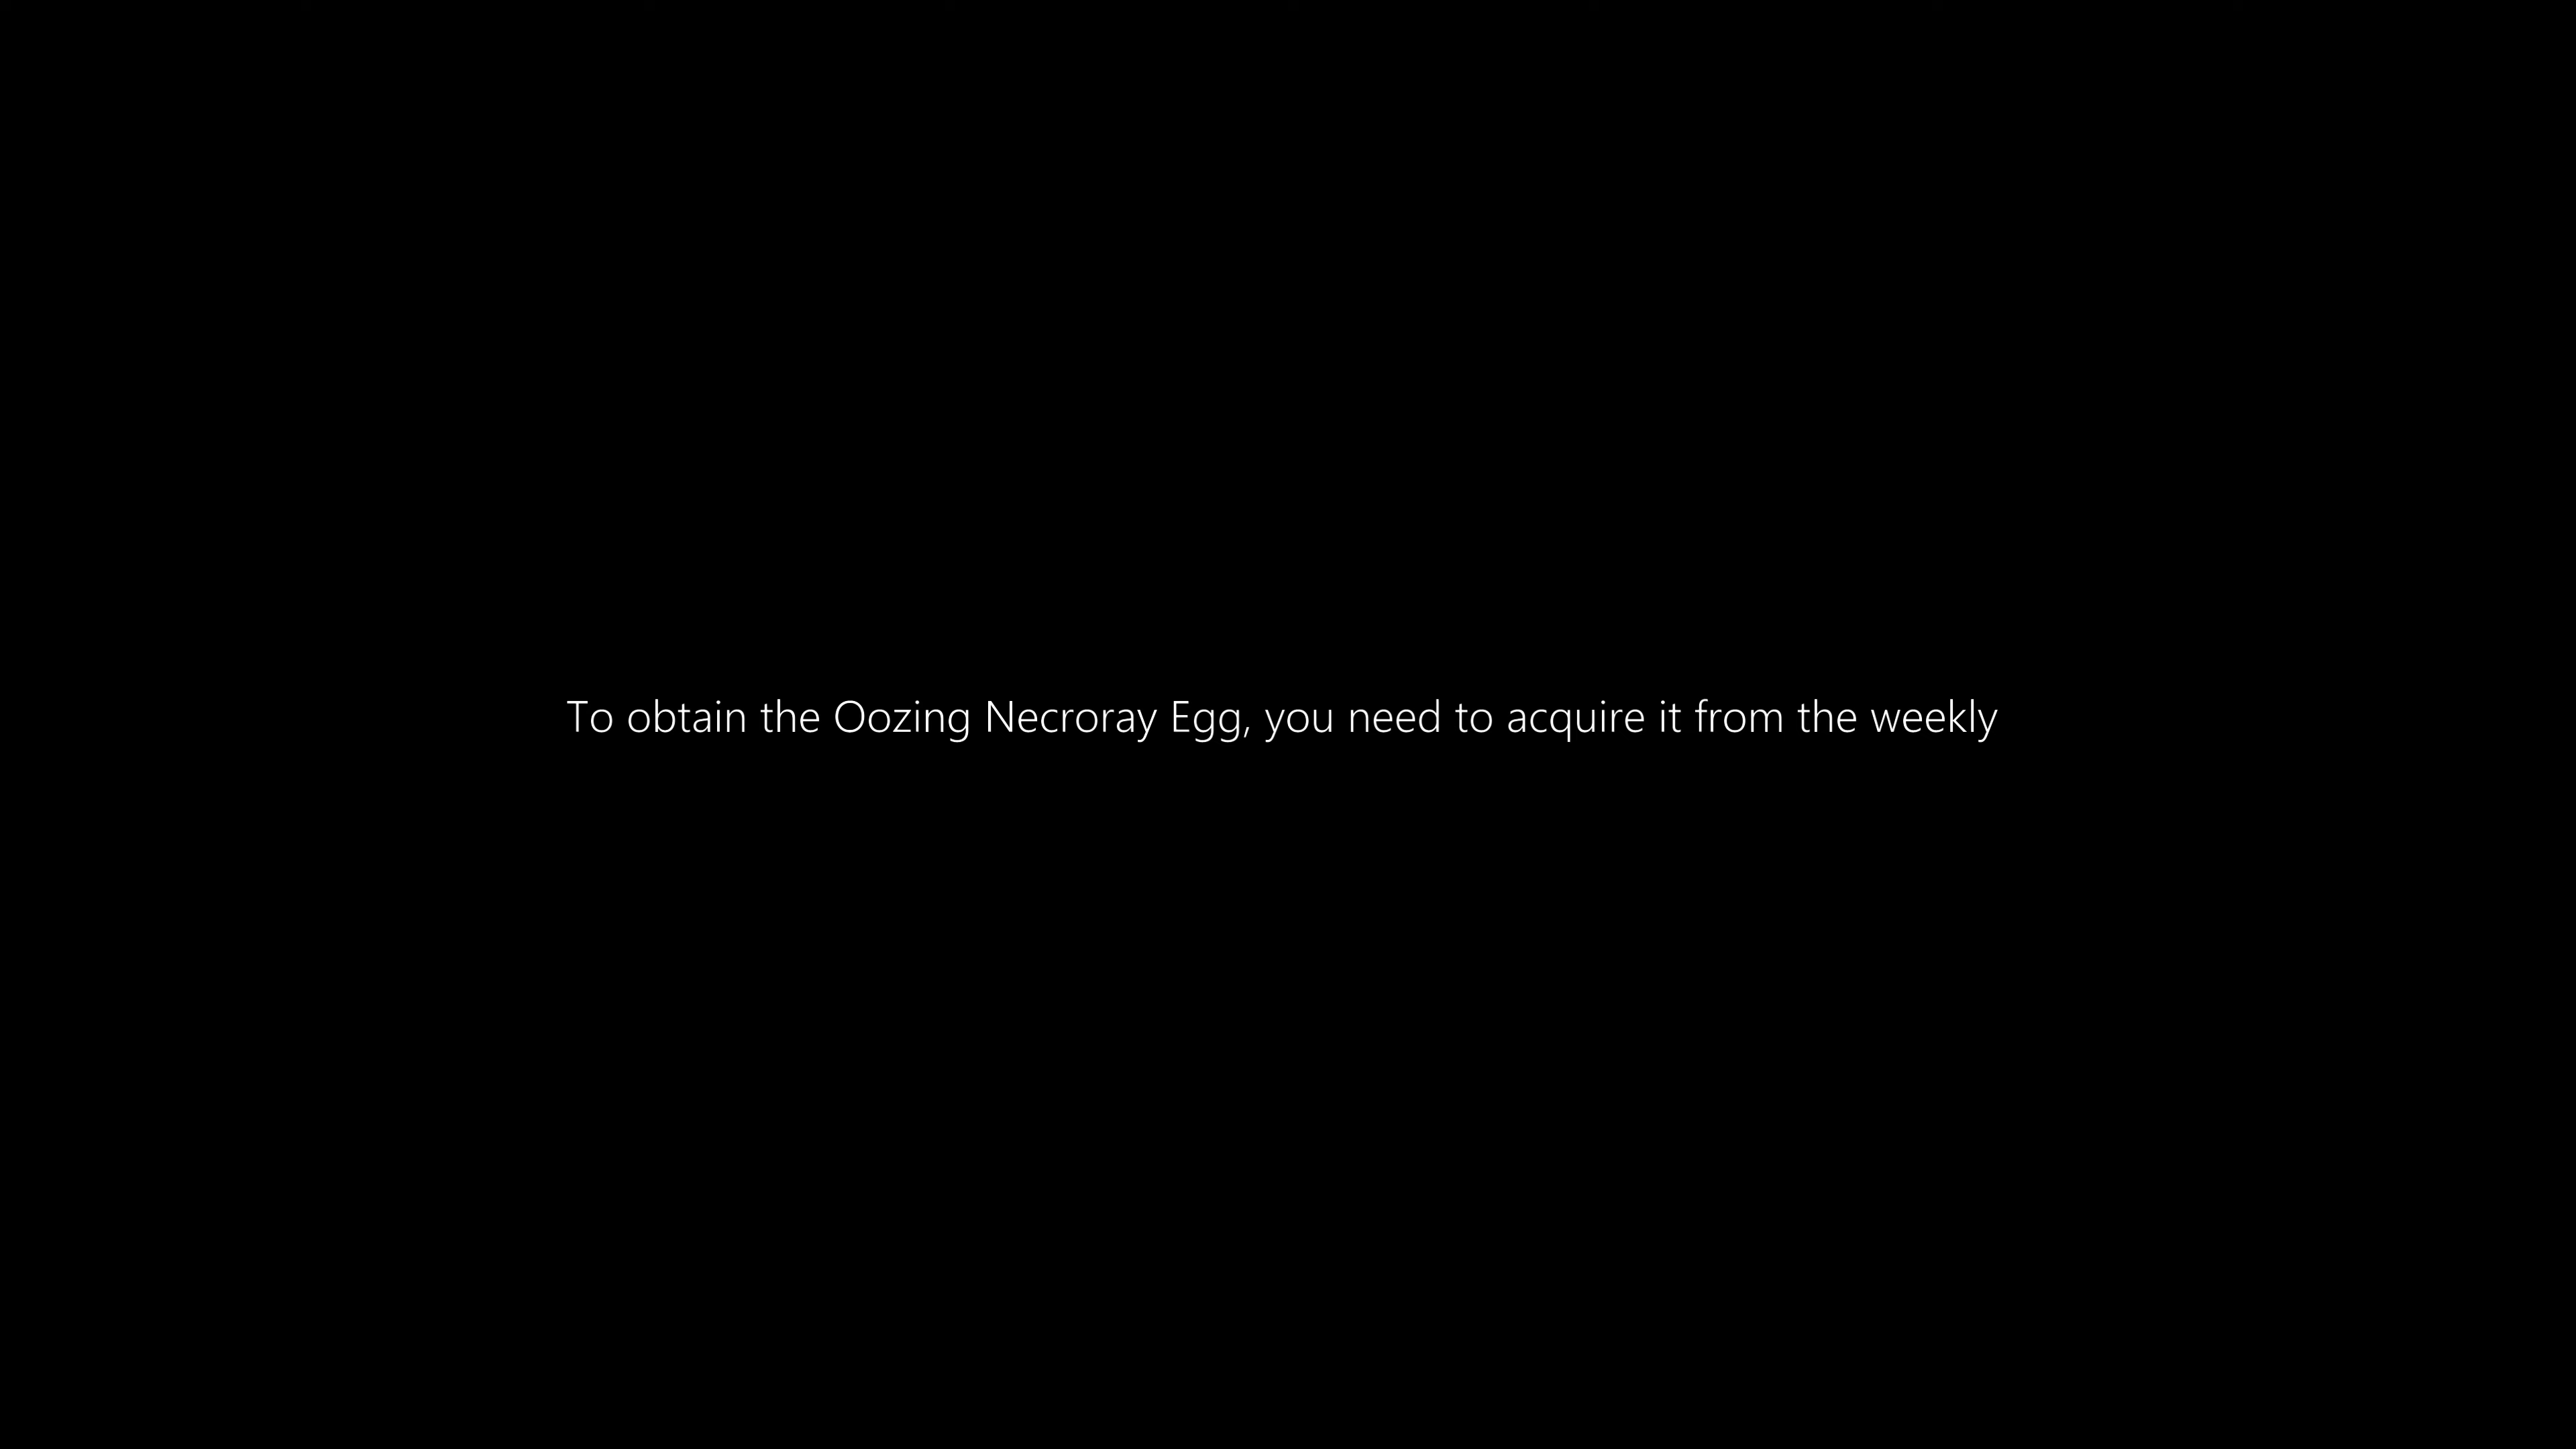 To obtain the Oozing Necroray Egg, you need to acquire it from the weekly